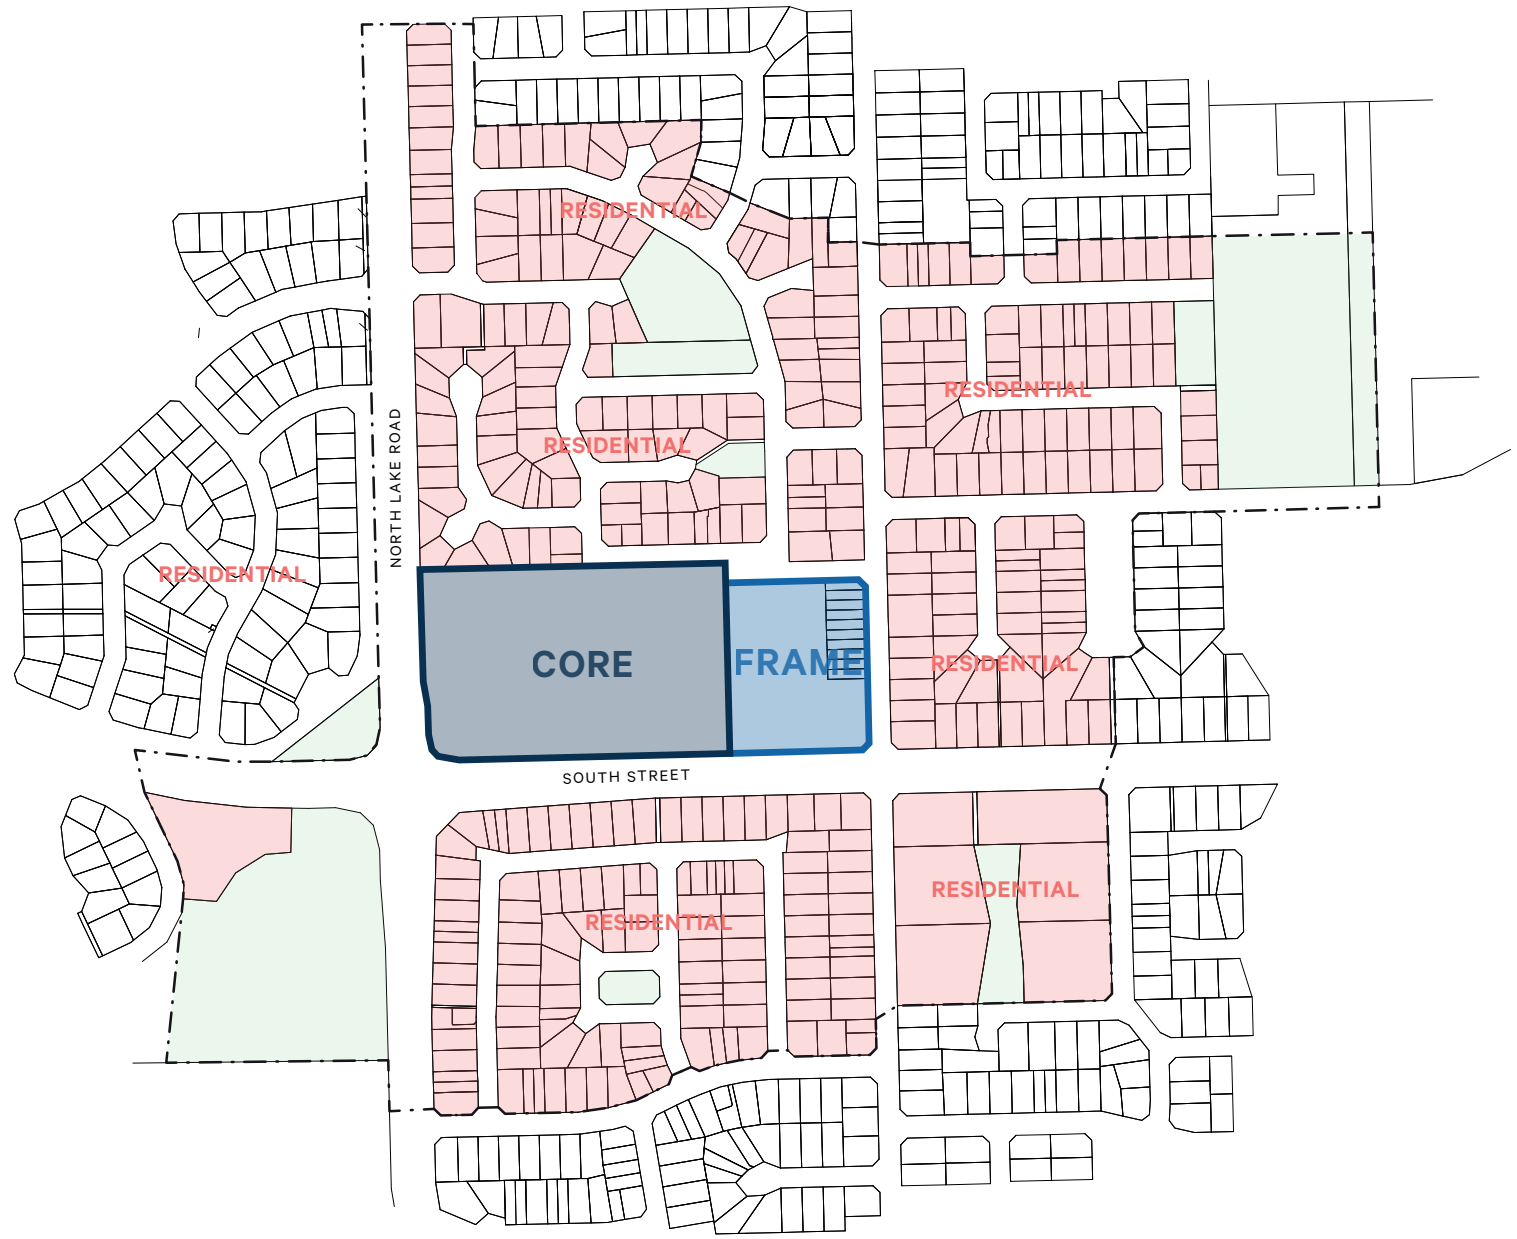 RESIDENTIAL
RESIDENTIAL
NORTH LAKE ROAD
RESIDENTIAL
RESIDENTIAL
CORE
FRAME
RESIDENTIAL
SOUTH STREET
RESIDENTIAL
RESIDENTIAL